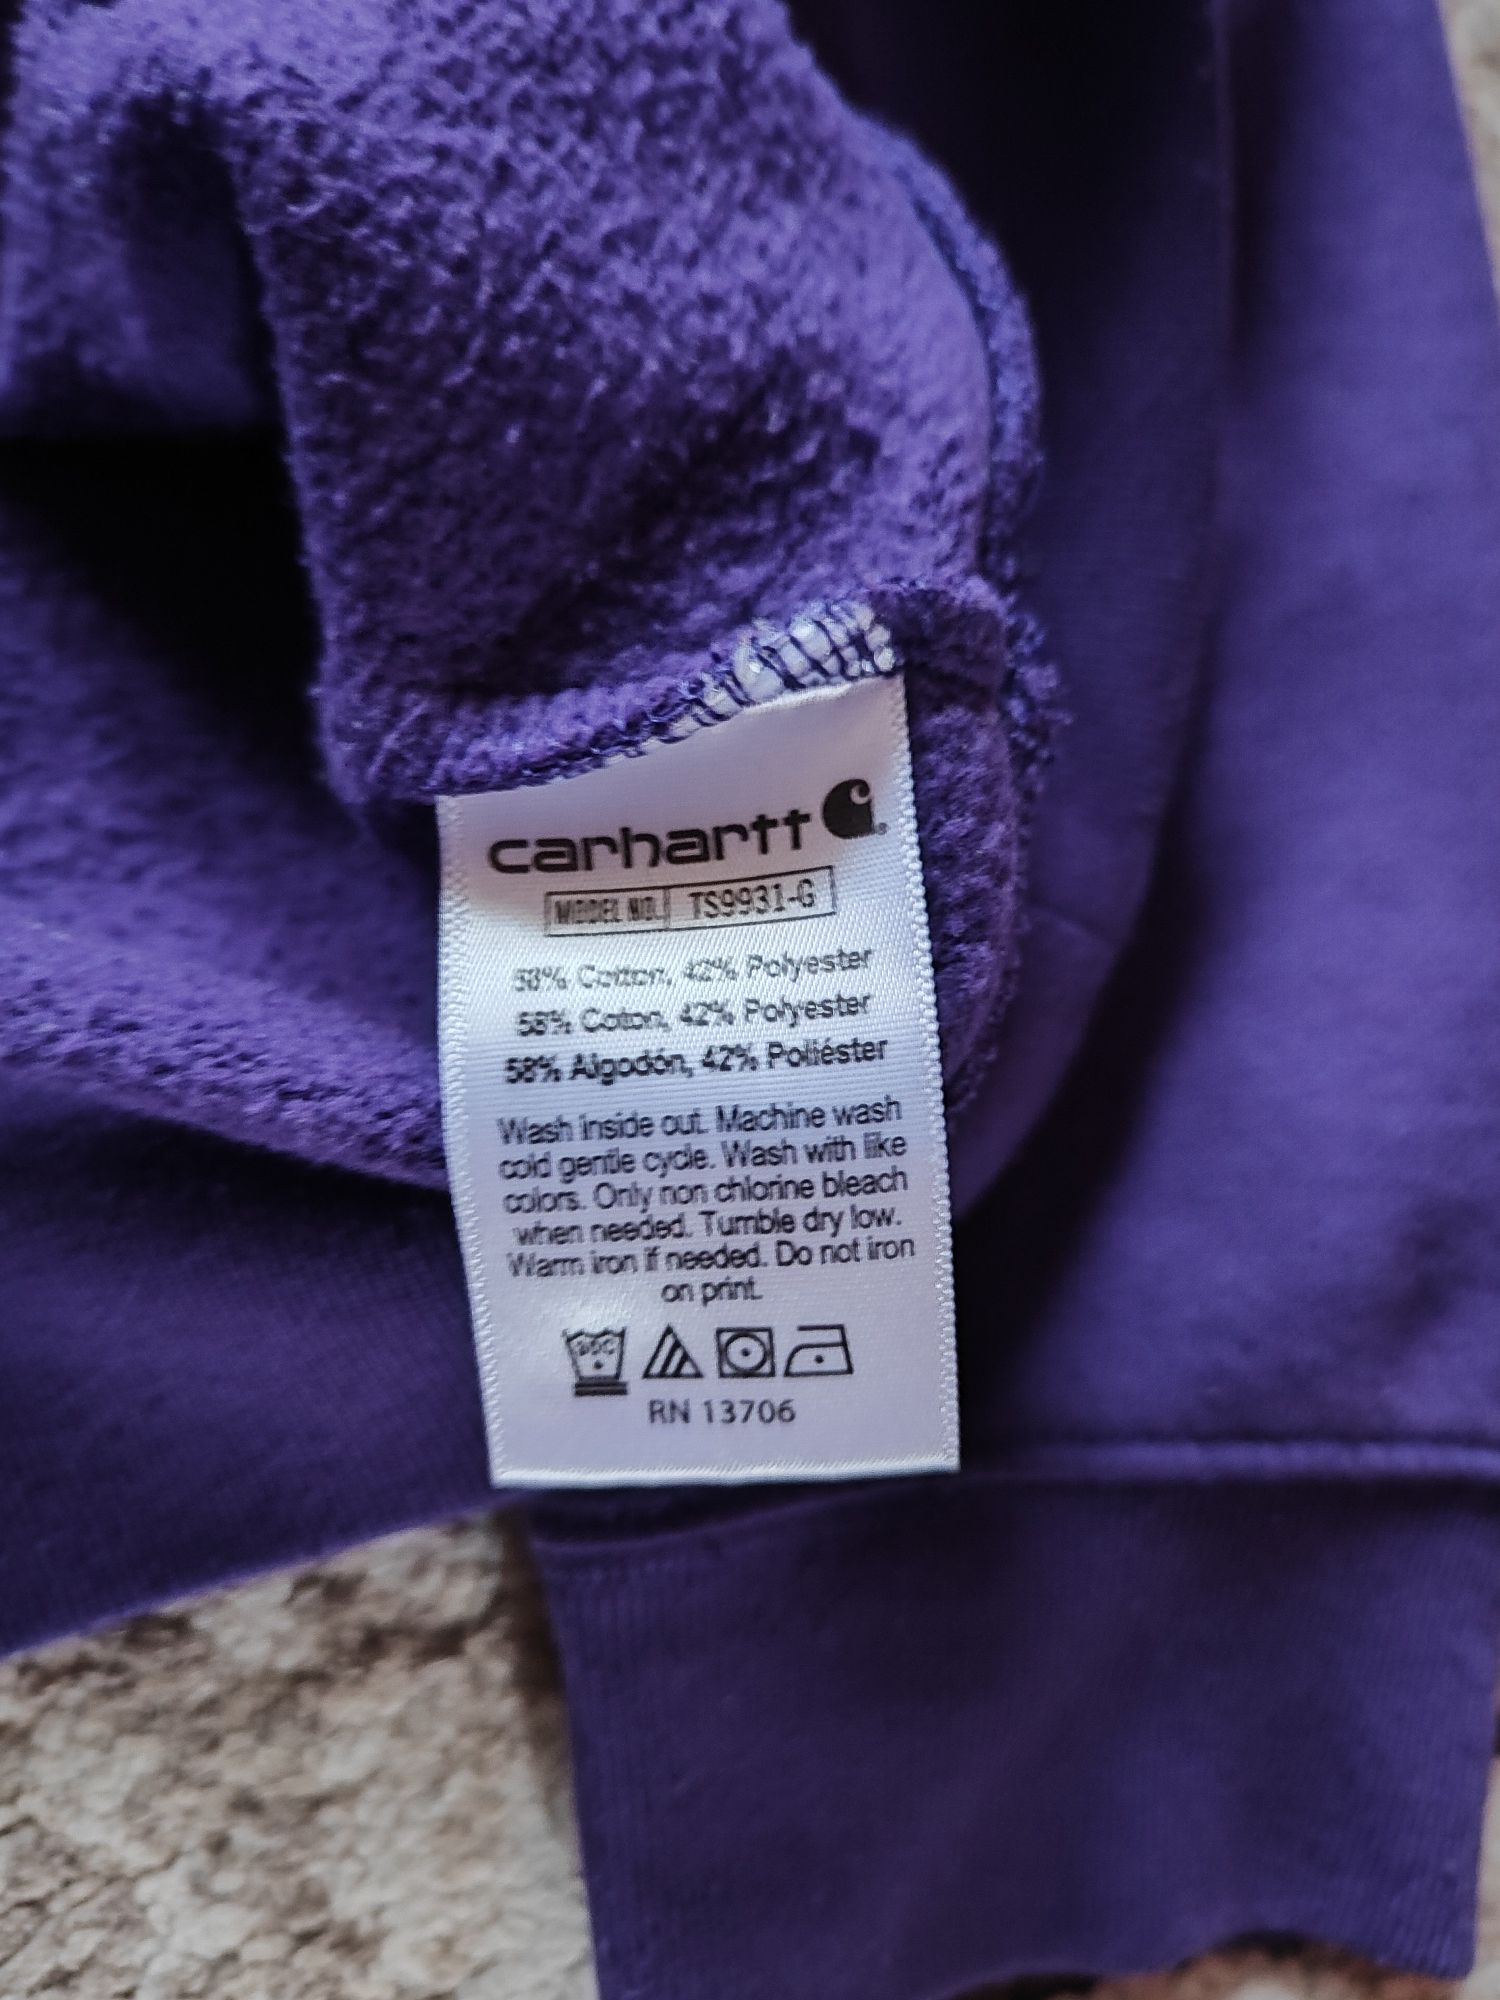 carhartt
MODEL NO. TS9931-G
58% Cotton, 42% Polyester
58% Coton, 42% Polyester
58% Algodón, 42% Poliéster
Wash inside out. Machine wash
cold gentle cycle. Wash with like
colors. Only non chlorine bleach
when needed. Tumble dry low.
Warm iron if needed. Do not iron
on print.
RN 13706